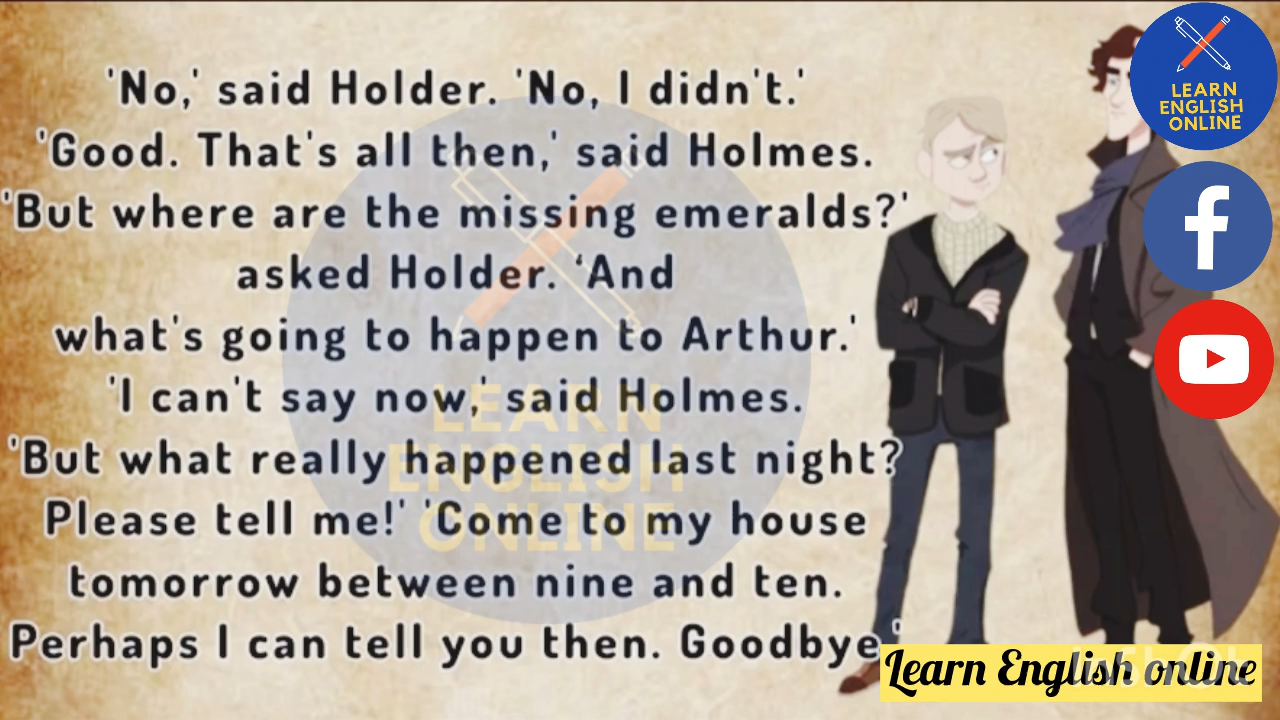 'No,' said Holder. 'No, I didn't.'
'Good. That's all then,' said Holmes.
'But where are the missing emeralds?'
asked Holder. ‘And
what's going to happen to Arthur.'
'I can't say now,' said Holmes.
'But what really happened last night?
Please tell me!' 'Come to my house
tomorrow between nine and ten.
Perhaps I can tell you then. Goodbye.'
LEARN
ENGLISH
ONLINE
LEARN
ENGLISH
ONLINE
f
Learn English online